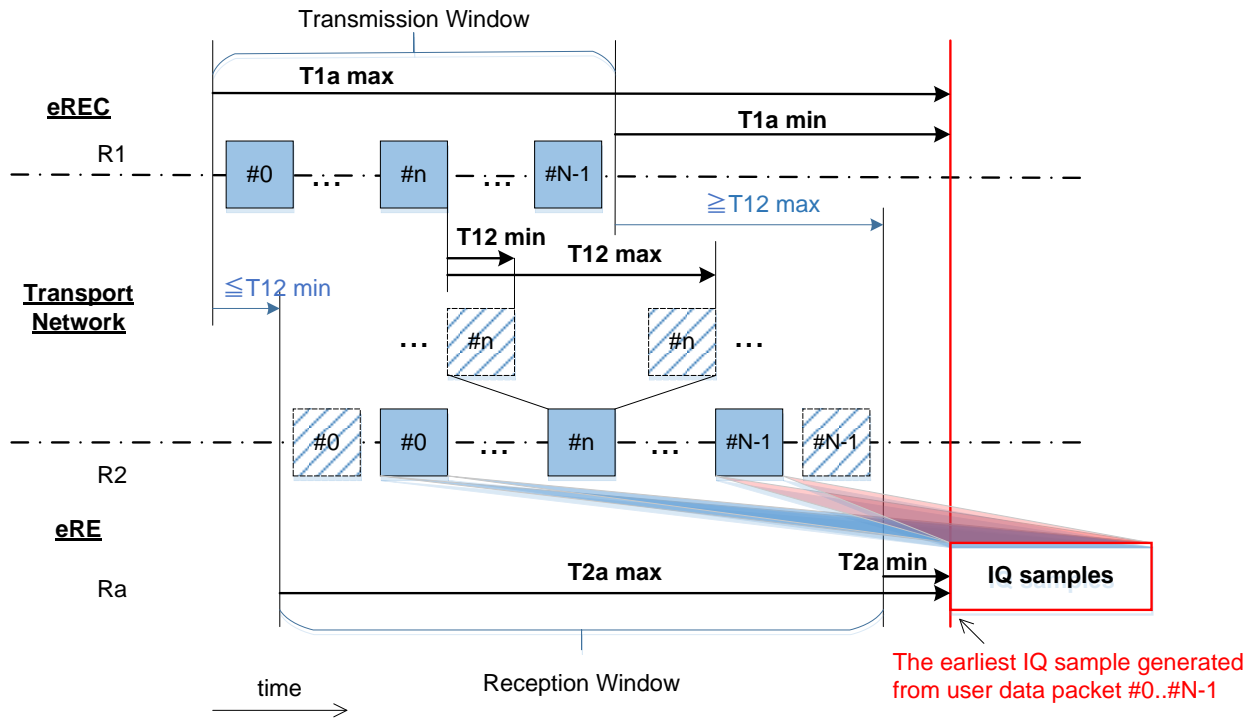 Transmission Window
T1a max
eREC
T1a min
R1
#0
...
#n
...
#N-1
≧T12 max
T12 min
T12 max
≦T12 min
Transport
Network
...
#n
#n
...
#0
#0
...
#n
...
#N-1
#N-1
R2
eRE
T2a min
T2a max
IQ samples
Ra
The earliest IQ sample generated
from user data packet #0..#N-1
time
Reception Window